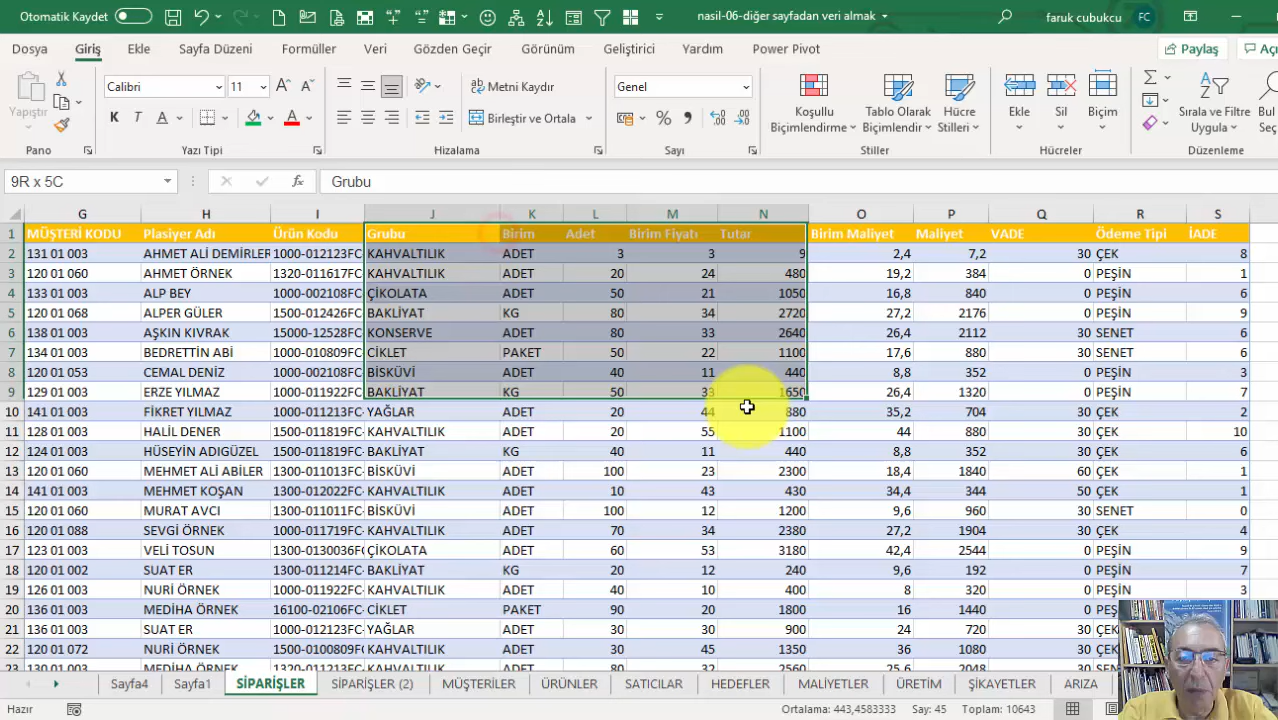 Otomatik Kaydet nasil-06-diğer sayfadan veri almak faruk cubukcu FC
Dosya Giriş Ekle Sayfa Düzeni Formüller Veri Gözden Geçir Görünüm Geliştirici Yardım Power Pivot Paylaş
Yapıştır Calibri 11 Metni Kaydır Birleştir ve Ortala Genel Koşullu Biçimlendirme Tablo Olarak Biçimlendir Hücre Stilleri Ekle Sil Biçim Sırala ve Filtre Uygula
Pano Yazı Tipi Hizalama Sayı Stiller Hücreler Düzenleme
9R x 5C fx Grubu
G H I J K L M N O P Q R S
1 MÜŞTERİ KODU Plasiyer Adı Ürün Kodu Grubu Birim Adet Birim Fiyatı Tutar Birim Maliyet Maliyet VADE Ödeme Tipi İADE
2 131 01 003 AHMET ALİ DEMİRLER 1000-012123FC KAHVALTILIK ADET 3 3 9 2,4 7,2 30 ÇEK 8
3 120 01 060 AHMET ÖRNEK 1320-011617FC KAHVALTILIK ADET 20 24 480 19,2 384 0 PEŞİN 1
4 133 01 003 ALP BEY 1000-002108FC ÇİKOLATA ADET 50 21 1050 16,8 840 0 PEŞİN 6
5 120 01 068 ALPER GÜLER 1500-012426FC BAKLİYAT KG 80 34 2720 27,2 2176 0 PEŞİN 9
6 138 01 003 AŞKIN KIVRAK 15000-12528FC KONSERVE ADET 80 33 2640 26,4 2112 30 SENET 6
7 134 01 003 BEDRETTİN ABİ 1000-010809FC CİKLET PAKET 50 22 1100 17,6 880 30 SENET 6
8 120 01 053 CEMAL DENİZ 1000-002108FC BİSKÜVİ ADET 40 11 440 8,8 352 0 PEŞİN 3
9 129 01 003 ERZE YILMAZ 1000-011922FC BAKLİYAT KG 50 33 1650 26,4 1320 0 PEŞİN 7
10 141 01 003 FİKRET YILMAZ 1000-011213FC YAĞLAR ADET 20 44 880 35,2 704 30 ÇEK 2
11 128 01 003 HALİL DENER 1000-011819FC KAHVALTILIK ADET 20 55 1100 44 880 30 ÇEK 10
12 124 01 003 HÜSEYİN ADIGÜZEL 1500-011819FC BAKLİYAT KG 40 11 440 8,8 352 30 ÇEK 6
13 120 01 060 MEHMET ALİ ABİLER 1300-011013FC BİSKÜVİ ADET 100 23 2300 18,4 1840 60 ÇEK 1
14 141 01 003 MEHMET KOŞAN 1300-012022FC KAHVALTILIK ADET 10 43 430 34,4 344 50 ÇEK 1
15 120 01 060 MURAT AVCI 1300-011011FC BİSKÜVİ ADET 100 12 1200 9,6 960 30 SENET 0
16 120 01 088 SEVGİ ÖRNEK 1000-011719FC KAHVALTILIK ADET 70 34 2380 27,2 1904 30 ÇEK 4
17 123 01 003 VELİ TOSUN 1300-0130036F ÇİKOLATA ADET 60 53 3180 42,4 2544 0 PEŞİN 9
18 120 01 002 SUAT ER 1300-011214FC BAKLİYAT KG 20 12 240 9,6 192 0 PEŞİN 7
19 126 01 003 NURİ ÖRNEK 1000-011922FC KAHVALTILIK ADET 40 10 400 8 320 0 PEŞİN 3
20 136 01 003 MEDİHA ÖRNEK 16100-02106FC CİKLET PAKET 90 20 1800 16 1440 0 PEŞİN
21 136 01 003 SUAT ER 1000-012123FC YAĞLAR ADET 30 30 900 24 720 30 ÇEK
22 120 01 072 NURİ ÖRNEK 1500-0100809F KAHVALTILIK ADET 30 45 1350 36 1080 30 ÇEK
23 130 01 003 MEDİHA ÖRNEK 1320-011213FC KAHVALTILIK ADET 80 32 2560 25,6 2048 30
Sayfa4 Sayfa1 SİPARİŞLER SİPARİŞLER (2) MÜŞTERİLER ÜRÜNLER SATICILAR HEDEFLER MALİYETLER ÜRETİM ŞİKAYETLER ARIZA
Hazır Ortalama: 443,4583333 Say: 45 Toplam: 10643